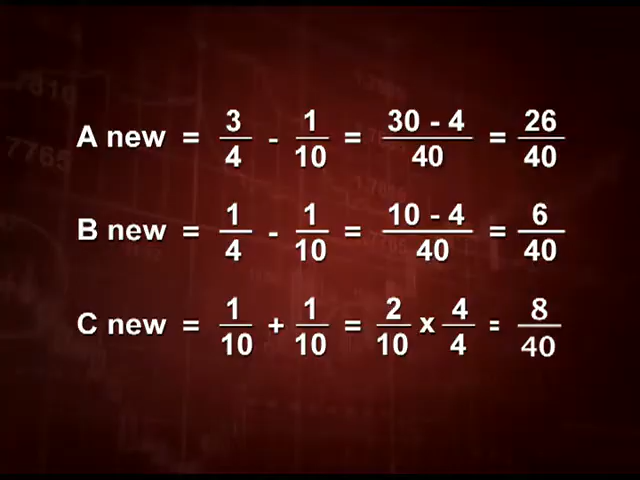 A new = 3/4 - 1/10 = 30 - 4/40 = 26/40
B new = 1/4 - 1/10 = 10 - 4/40 = 6/40
C new = 1/10 + 1/10 = 2/10 x 4/4 = 8/40